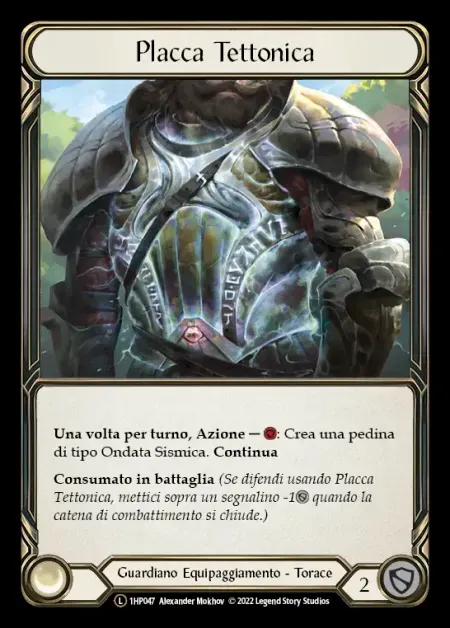 Placca Tettonica
Una volta per turno, Azione — : Crea una pedina
di tipo Ondata Sismica. Continua
Consumato in battaglia (Se difendi usando Placca
Tettonica, mettici sopra un segnalino -1 quando la
catena di combattimento si chiude.)
Guardiano Equipaggiamento - Torace
2
L 1HP047 Alexander Mokhov © 2022 Legend Story Studios